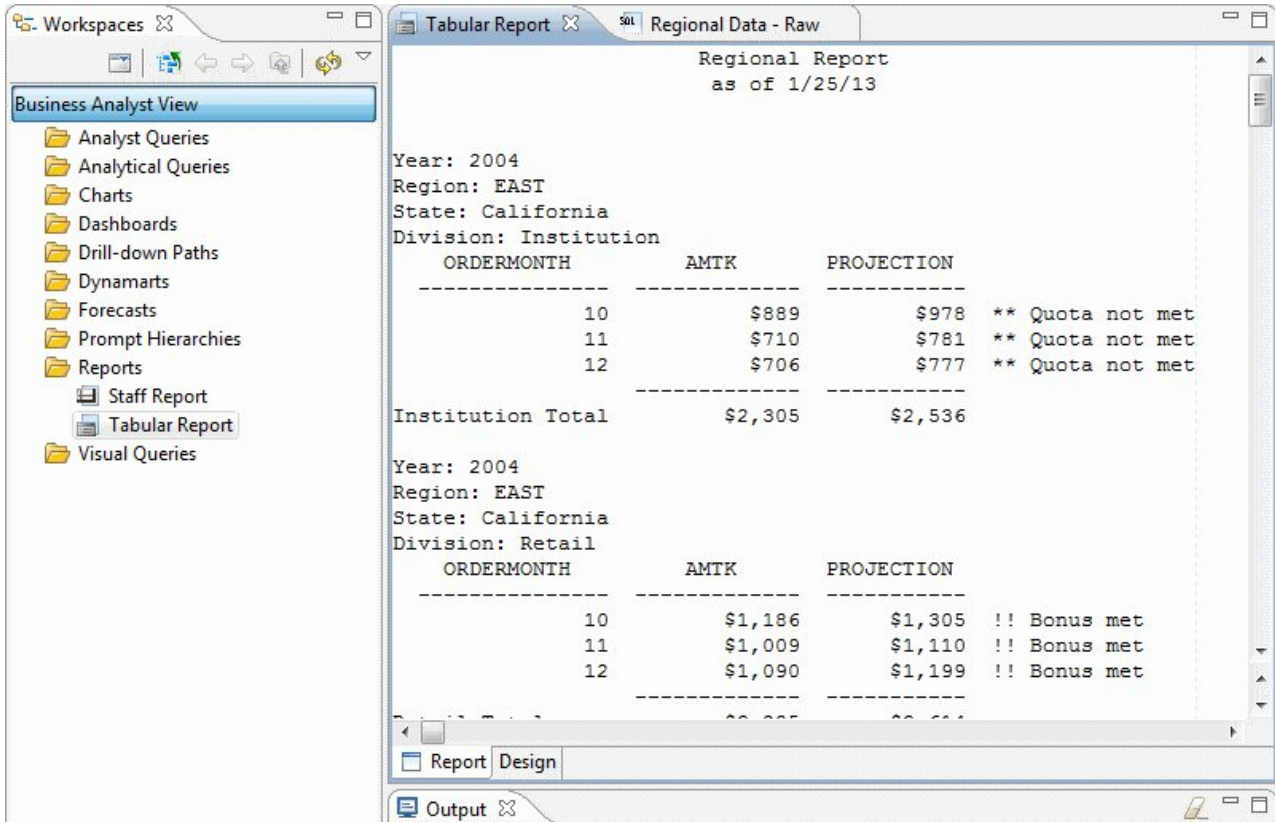 Workspaces
Business Analyst View
Analyst Queries
Analytical Queries
Charts
Dashboards
Drill-down Paths
Dynamarts
Forecasts
Prompt Hierarchies
Reports
Staff Report
Tabular Report
Visual Queries
Tabular Report SQL Regional Data - Raw
Regional Report
as of 1/25/13
Year: 2004
Region: EAST
State: California
Division: Institution
ORDERMONTH AMTK PROJECTION
--------------- ------------- -----------
10 $889 $978 ** Quota not met
11 $710 $781 ** Quota not met
12 $706 $777 ** Quota not met
------------- -----------
Institution Total $2,305 $2,536
Year: 2004
Region: EAST
State: California
Division: Retail
ORDERMONTH AMTK PROJECTION
--------------- ------------- -----------
10 $1,186 $1,305 !! Bonus met
11 $1,009 $1,110 !! Bonus met
12 $1,090 $1,199 !! Bonus met
------------- -----------
Report Design
Output